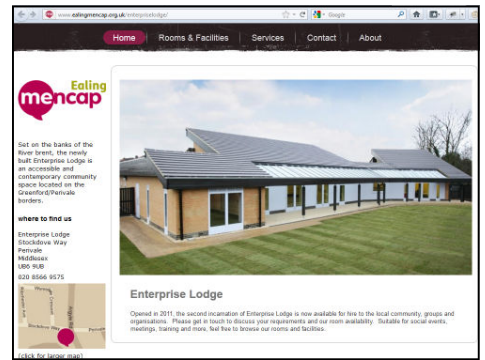 www.ealingmencap.org.uk/enterpriselodge/
Google
Home
Rooms & Facilities
Services
Contact
About
Ealing
mencap
Set on the banks of the
River brent, the newly
built Enterprise Lodge is
an accessible and
contemporary community
space located on the
Greenford/Perivale
borders.
where to find us
Enterprise Lodge
Stockdove Way
Perivale
Middlesex
UB6 9UB
020 8566 9575
Stockdove Way
Argyle Rd
Perivale
(click for larger map)
Enterprise Lodge
Opened in 2011, the second incarnation of Enterprise Lodge is now available for hire to the local community, groups and
organisations. Please get in touch to discuss your requirements and our room availability. Suitable for social events,
meetings, training and more, feel free to browse our rooms and facilities.